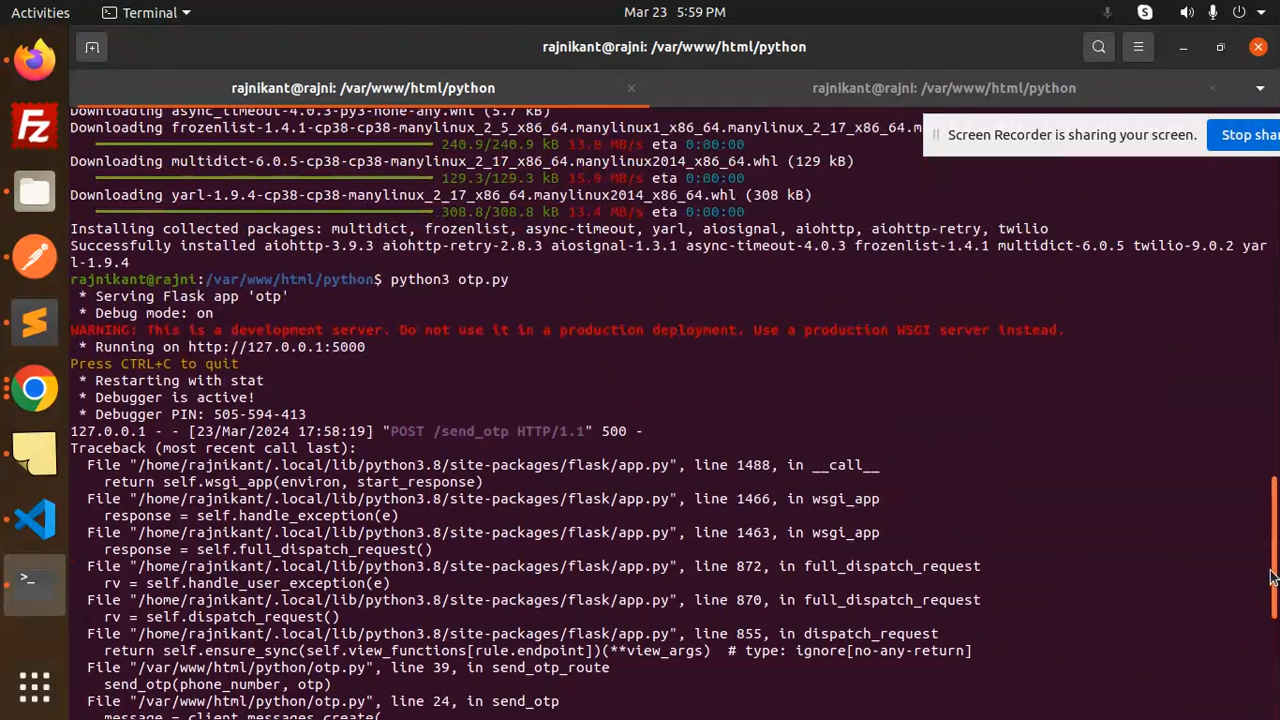 Activities
Terminal
Mar 23 5:59 PM
rajnikant@rajni: /var/www/html/python
rajnikant@rajni: /var/www/html/python
rajnikant@rajni: /var/www/html/python
Downloading async_timeout-4.0.3-py3-none-any.whl (5.7 kB)
Downloading frozenlist-1.4.1-cp38-cp38-manylinux_2_5_x86_64.manylinux1_x86_64.manylinux_2_17_x86_64.
Screen Recorder is sharing your screen.
Stop sha
240.9/240.9 kB 13.8 MB/s eta 0:00:00
Downloading multidict-6.0.5-cp38-cp38-manylinux_2_17_x86_64.manylinux2014_x86_64.whl (129 kB)
129.3/129.3 kB 15.9 MB/s eta 0:00:00
Downloading yarl-1.9.4-cp38-cp38-manylinux_2_17_x86_64.manylinux2014_x86_64.whl (308 kB)
308.8/308.8 kB 13.4 MB/s eta 0:00:00
Installing collected packages: multidict, frozenlist, async-timeout, yarl, aiosignal, aiohttp, aiohttp-retry, twilio
Successfully installed aiohttp-3.9.3 aiohttp-retry-2.8.3 aiosignal-1.3.1 async-timeout-4.0.3 frozenlist-1.4.1 multidict-6.0.5 twilio-9.0.2 yar
l-1.9.4
rajnikant@rajni:/var/www/html/python$ python3 otp.py
* Serving Flask app 'otp'
* Debug mode: on
WARNING: This is a development server. Do not use it in a production deployment. Use a production WSGI server instead.
* Running on http://127.0.0.1:5000
Press CTRL+C to quit
* Restarting with stat
* Debugger is active!
* Debugger PIN: 505-594-413
127.0.0.1 - - [23/Mar/2024 17:58:19] "POST /send_otp HTTP/1.1" 500 -
Traceback (most recent call last):
File "/home/rajnikant/.local/lib/python3.8/site-packages/flask/app.py", line 1488, in __call__
return self.wsgi_app(environ, start_response)
File "/home/rajnikant/.local/lib/python3.8/site-packages/flask/app.py", line 1466, in wsgi_app
response = self.handle_exception(e)
File "/home/rajnikant/.local/lib/python3.8/site-packages/flask/app.py", line 1463, in wsgi_app
response = self.full_dispatch_request()
File "/home/rajnikant/.local/lib/python3.8/site-packages/flask/app.py", line 872, in full_dispatch_request
rv = self.handle_user_exception(e)
File "/home/rajnikant/.local/lib/python3.8/site-packages/flask/app.py", line 870, in full_dispatch_request
rv = self.dispatch_request()
File "/home/rajnikant/.local/lib/python3.8/site-packages/flask/app.py", line 855, in dispatch_request
return self.ensure_sync(self.view_functions[rule.endpoint])(**view_args) # type: ignore[no-any-return]
File "/var/www/html/python/otp.py", line 39, in send_otp_route
send_otp(phone_number, otp)
File "/var/www/html/python/otp.py", line 24, in send_otp
message = client.messages.create(